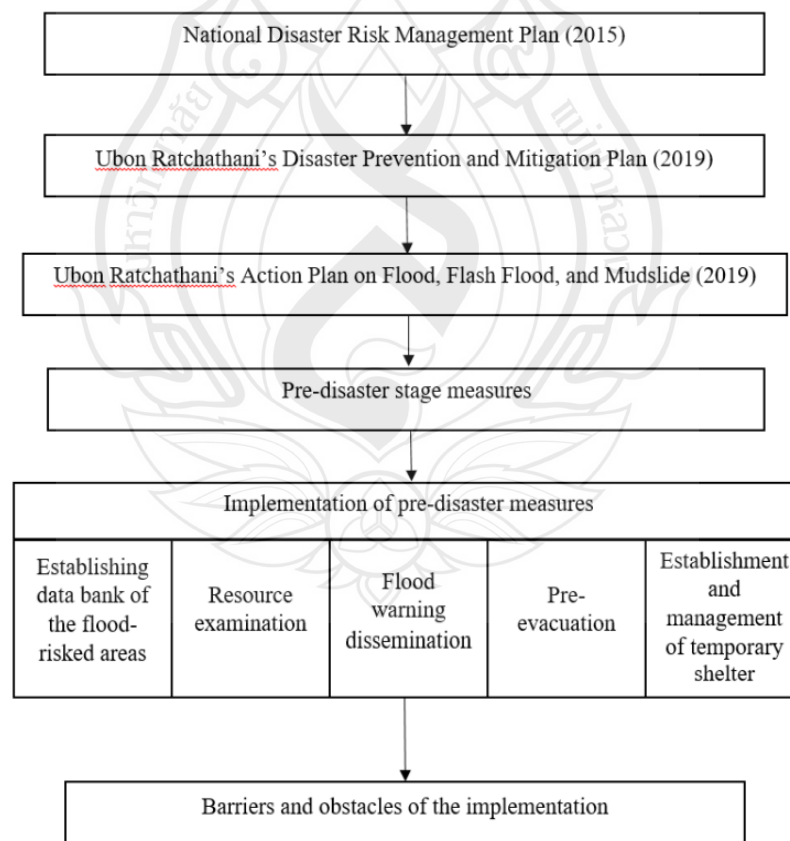 National Disaster Risk Management Plan (2015)
Ubon Ratchathani's Disaster Prevention and Mitigation Plan (2019)
Ubon Ratchathani's Action Plan on Flood, Flash Flood, and Mudslide (2019)
Pre-disaster stage measures
Implementation of pre-disaster measures
Establishing
data bank of
the flood-
risked areas
Resource
examination
Flood
warning
dissemination
Pre-
evacuation
Establishment
and
management
of temporary
shelter
Barriers and obstacles of the implementation